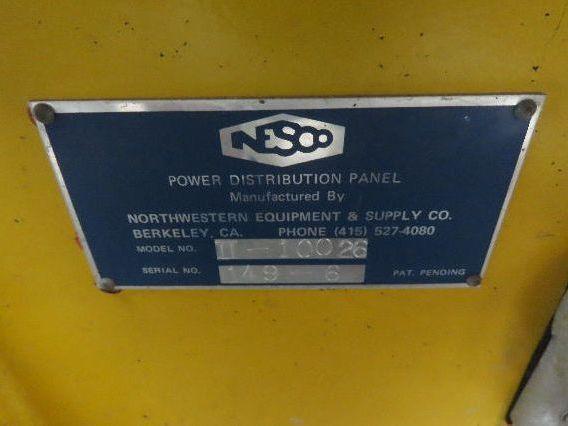 NESCO
POWER DISTRIBUTION PANEL
Manufactured By
NORTHWESTERN EQUIPMENT & SUPPLY CO.
BERKELEY, CA. PHONE (415) 527-4080
MODEL NO. II-10026
SERIAL NO. 149-6 PAT. PENDING